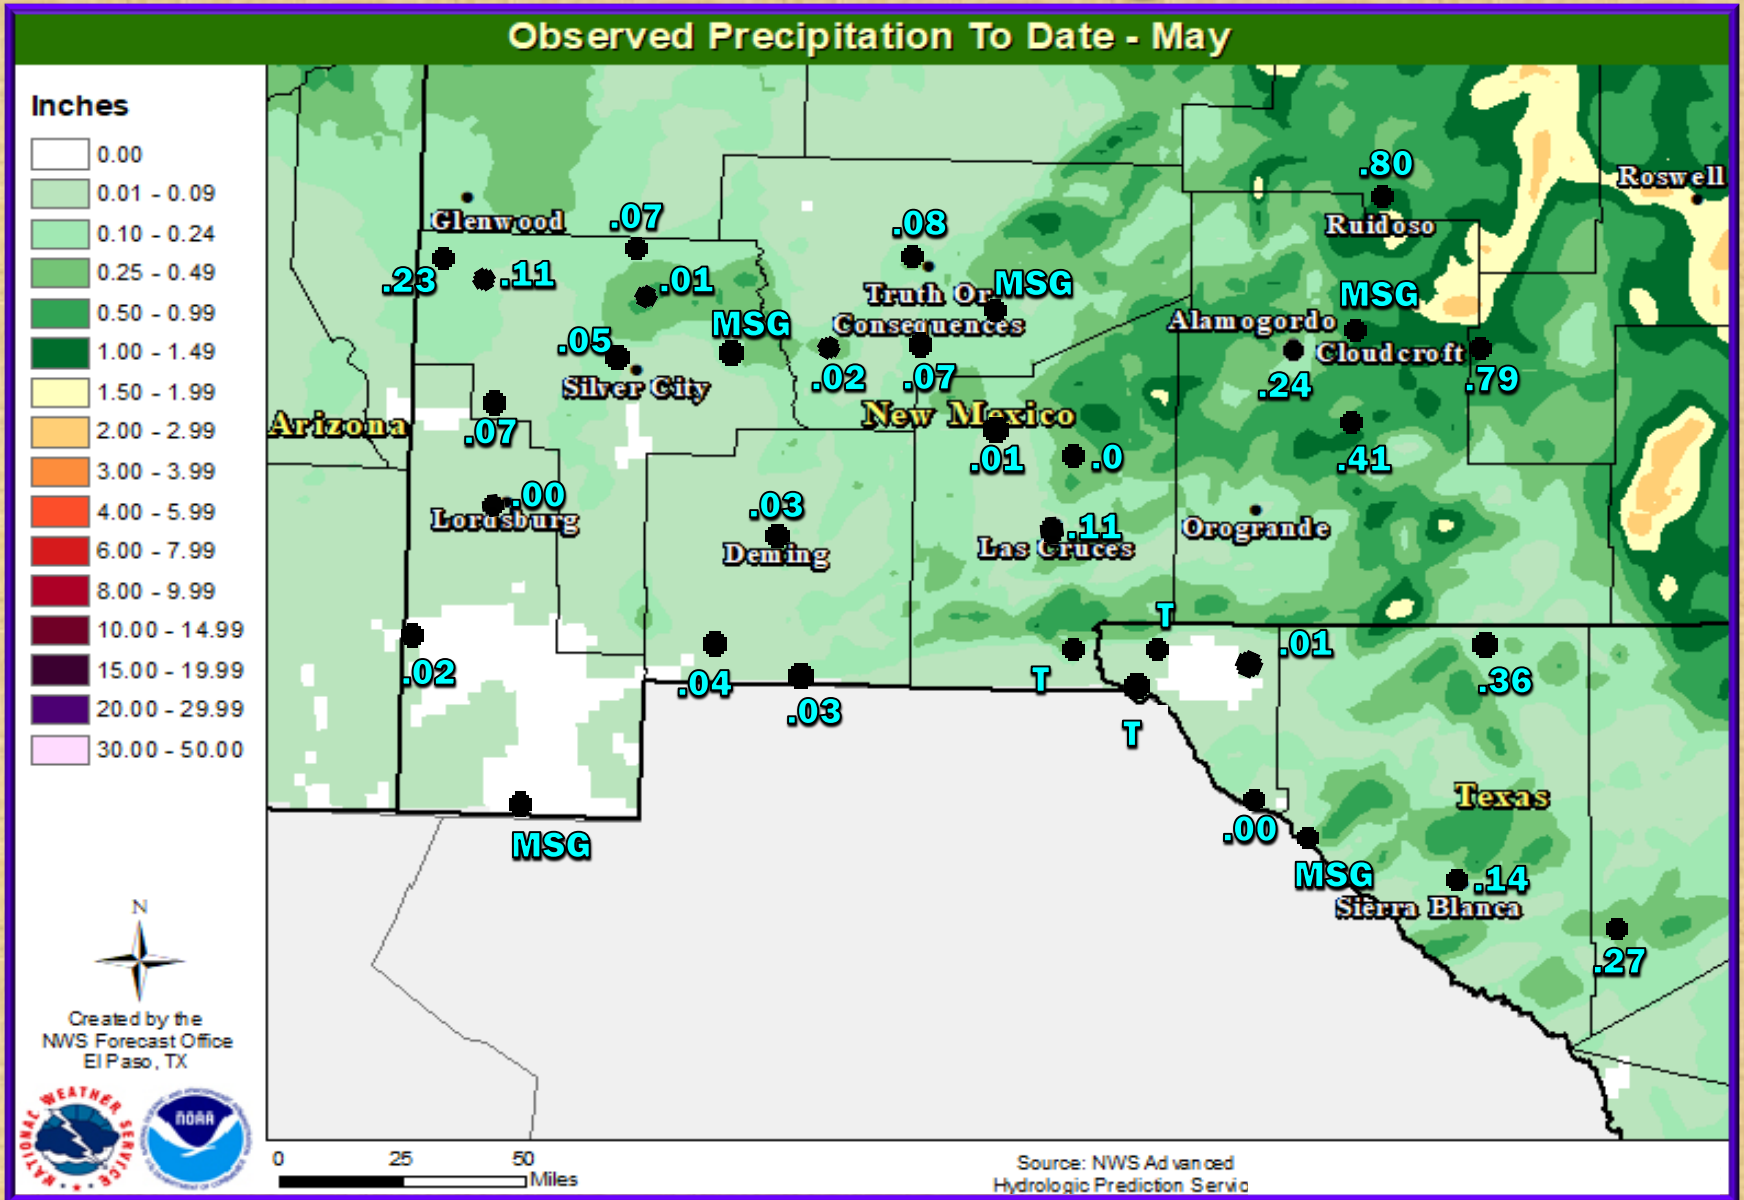 Observed Precipitation To Date - May
Inches
0.00
0.01 - 0.09
0.10 - 0.24
0.25 - 0.49
0.50 - 0.99
1.00 - 1.49
1.50 - 1.99
2.00 - 2.99
3.00 - 3.99
4.00 - 5.99
6.00 - 7.99
8.00 - 9.99
10.00 - 14.99
15.00 - 19.99
20.00 - 29.99
30.00 - 50.00
.80
Roswell
Glenwood
.07
.08
Ruidoso
.23
.11
.01
MSG
Truth Or
Consequences
MSG
MSG
Alamogordo
.05
Cloudcroft
Silver City
.02
.07
.24
.79
Arizona
New Mexico
.07
.01
.0
.41
.00
Lordsburg
.03
Deming
.11
Las Cruces
Orogrande
T
.01
.02
.04
T
.36
.03
T
Texas
MSG
.00
MSG
.14
Sierra Blanca
.27
N
Created by the
NWS Forecast Office
El Paso, TX
NATIONAL WEATHER SERVICE
NOAA
0 25 50
Miles
Source: NWS Advanced
Hydrologic Prediction Servic